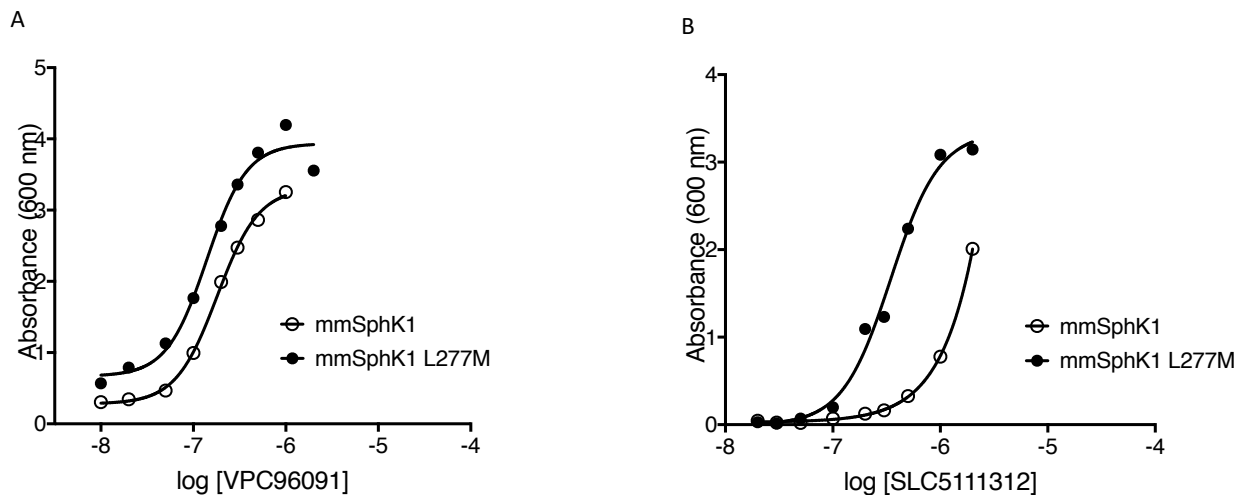 A
5
4
3
2
1
0
Absorbance (600 nm)
-8
-7
-6
-5
-4
log [VPC96091]
mmSphK1
mmSphK1 L277M
B
4
3
2
1
0
Absorbance (600 nm)
-8
-7
-6
-5
-4
log [SLC5111312]
mmSphK1
mmSphK1 L277M